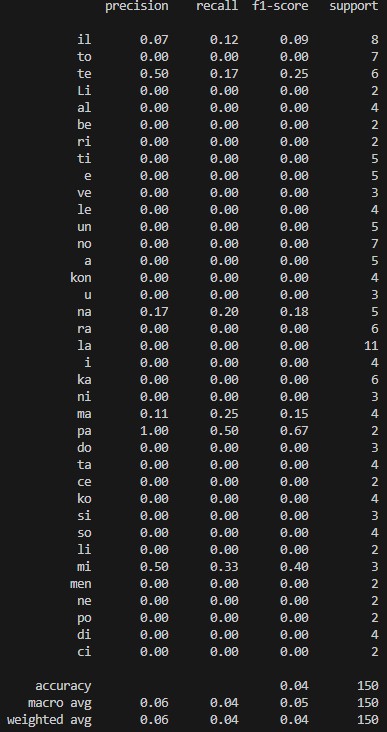 precision recall f1-score support
il 0.07 0.12 0.09 8
to 0.00 0.00 0.00 7
te 0.50 0.17 0.25 6
Li 0.00 0.00 0.00 2
al 0.00 0.00 0.00 4
be 0.00 0.00 0.00 2
ri 0.00 0.00 0.00 2
ti 0.00 0.00 0.00 5
e 0.00 0.00 0.00 5
ve 0.00 0.00 0.00 3
le 0.00 0.00 0.00 4
un 0.00 0.00 0.00 5
no 0.00 0.00 0.00 7
a 0.00 0.00 0.00 5
kon 0.00 0.00 0.00 4
u 0.00 0.00 0.00 3
na 0.17 0.20 0.18 5
ra 0.00 0.00 0.00 6
la 0.00 0.00 0.00 11
i 0.00 0.00 0.00 4
ka 0.00 0.00 0.00 6
ni 0.00 0.00 0.00 3
ma 0.11 0.25 0.15 4
pa 1.00 0.50 0.67 2
do 0.00 0.00 0.00 3
ta 0.00 0.00 0.00 4
ce 0.00 0.00 0.00 2
ko 0.00 0.00 0.00 4
si 0.00 0.00 0.00 3
so 0.00 0.00 0.00 4
li 0.00 0.00 0.00 2
mi 0.50 0.33 0.40 3
men 0.00 0.00 0.00 2
ne 0.00 0.00 0.00 2
po 0.00 0.00 0.00 2
di 0.00 0.00 0.00 4
ci 0.00 0.00 0.00 2
accuracy 0.04 150
macro avg 0.06 0.04 0.05 150
weighted avg 0.06 0.04 0.04 150